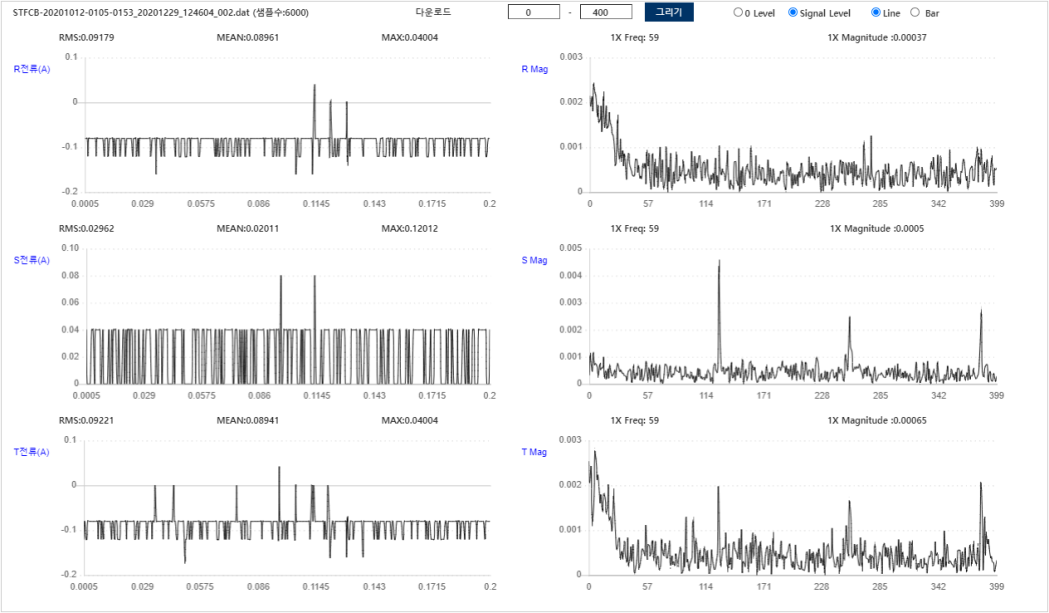 STFCB-20201012-0105-0153_20201229_124604_002.dat (샘플수:6000) 다운로드 0 - 400 그리기 0 Level Signal Level Line Bar
RMS:0.09179 MEAN:0.08961 MAX:0.04004 1X Freq: 59 1X Magnitude :0.00037
R전류(A)
0.1
0
-0.1
-0.2
0.0005 0.029 0.0575 0.086 0.1145 0.143 0.1715 0.2
R Mag
0.003
0.002
0.001
0
0 57 114 171 228 285 342 399
RMS:0.02962 MEAN:0.02011 MAX:0.12012 1X Freq: 59 1X Magnitude :0.0005
S전류(A)
0.10
0.08
0.06
0.04
0.02
0
0.0005 0.029 0.0575 0.086 0.1145 0.143 0.1715 0.2
S Mag
0.005
0.004
0.003
0.002
0.001
0
0 57 114 171 228 285 342 399
RMS:0.09221 MEAN:0.08941 MAX:0.04004 1X Freq: 59 1X Magnitude :0.00065
T전류(A)
0.1
0
-0.1
-0.2
0.0005 0.029 0.0575 0.086 0.1145 0.143 0.1715 0.2
T Mag
0.003
0.002
0.001
0
0 57 114 171 228 285 342 399